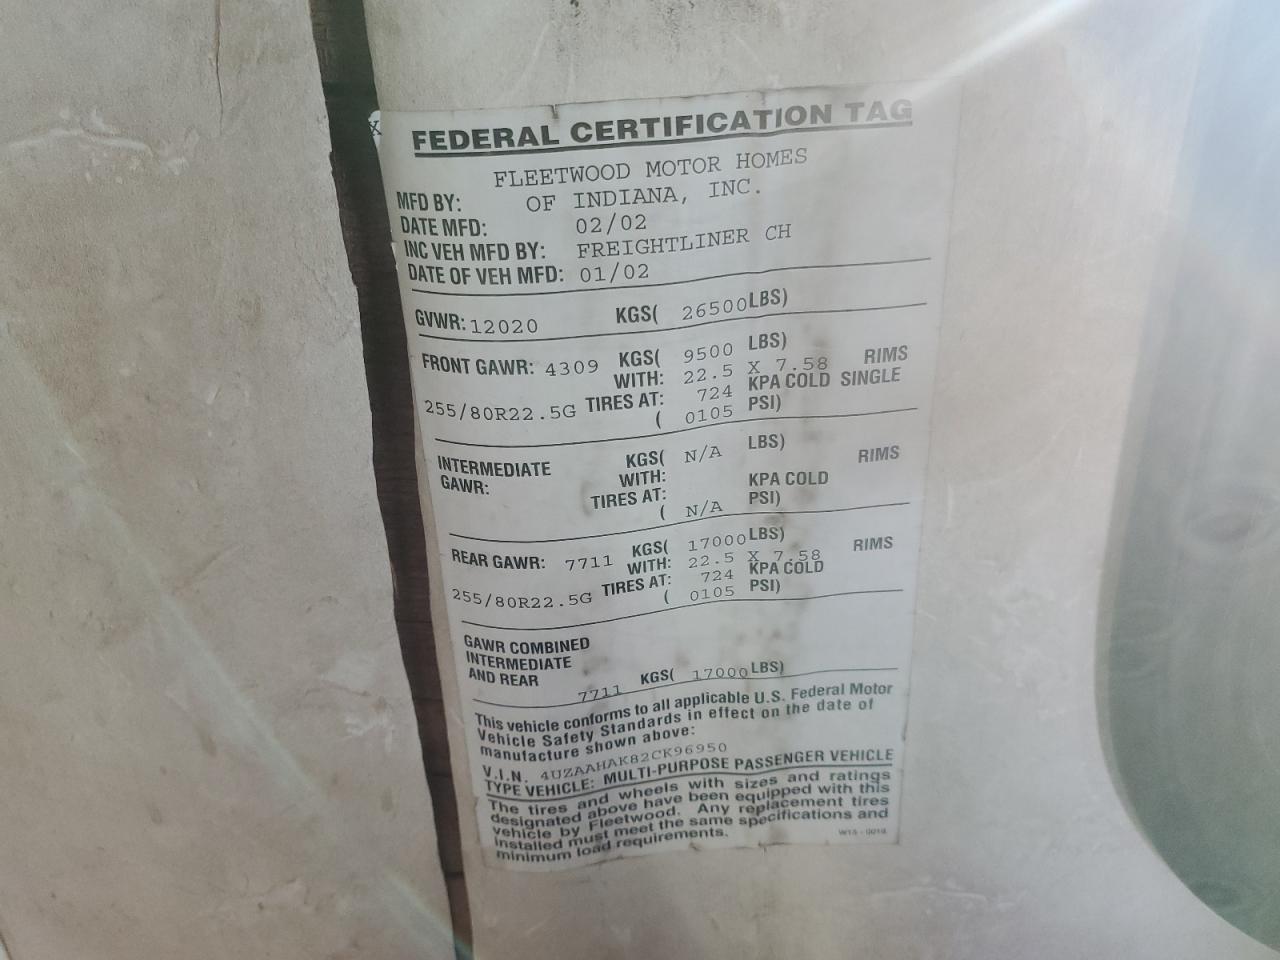 X
FEDERAL CERTIFICATION TAG
FLEETWOOD MOTOR HOMES
MFD BY: OF INDIANA, INC.
DATE MFD: 02/02
INC VEH MFD BY: FREIGHTLINER CH
DATE OF VEH MFD: 01/02
GVWR: 12020 KGS( 26500 LBS)
FRONT GAWR: 4309 KGS( 9500 LBS)
WITH: 22.5 X 7.58 RIMS
255/80R22.5G TIRES AT: 724 KPA COLD SINGLE
( 0105 PSI)
INTERMEDIATE GAWR: KGS( N/A LBS)
WITH: RIMS
TIRES AT: KPA COLD
( N/A PSI)
REAR GAWR: 7711 KGS( 17000 LBS)
WITH: 22.5 X 7.58 RIMS
255/80R22.5G TIRES AT: 724 KPA COLD
( 0105 PSI)
GAWR COMBINED
INTERMEDIATE
AND REAR
7711 KGS( 17000 LBS)
This vehicle conforms to all applicable U.S. Federal Motor
Vehicle Safety Standards in effect on the date of
manufacture shown above:
V.I.N. 4UZAAHAK82CK96950
TYPE VEHICLE: MULTI-PURPOSE PASSENGER VEHICLE
The tires and wheels with sizes and ratings
designated above have been equipped with this
vehicle by Fleetwood. Any replacement tires
installed must meet the same specifications and
minimum load requirements.